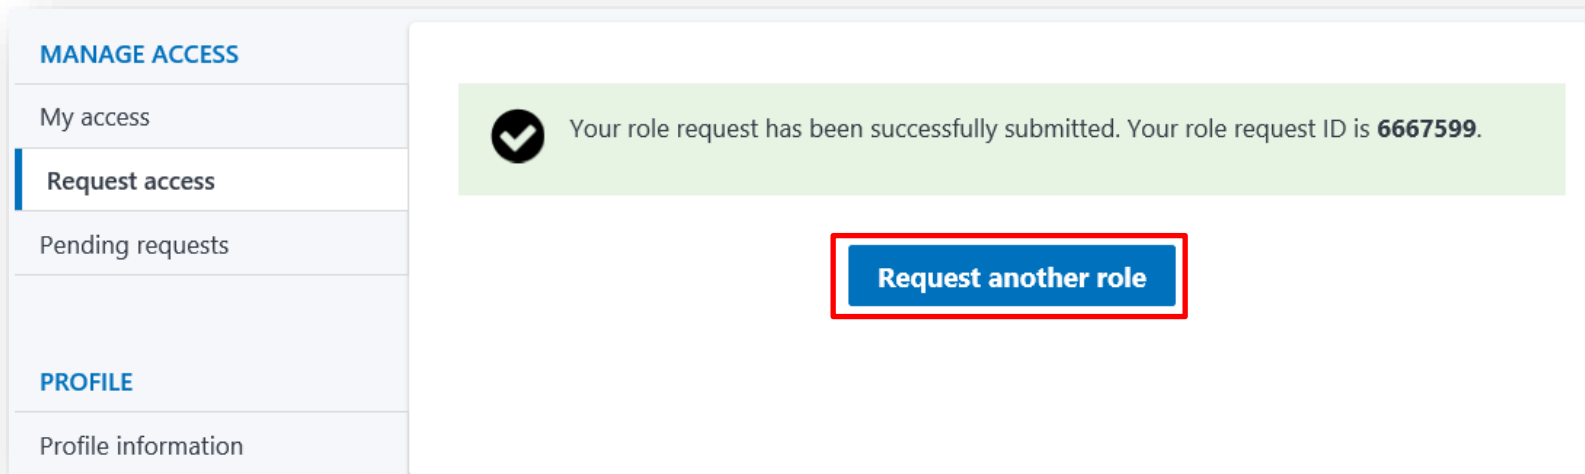 MANAGE ACCESS
My access
Request access
Pending requests
PROFILE
Profile information
Your role request has been successfully submitted. Your role request ID is 6667599.
Request another role